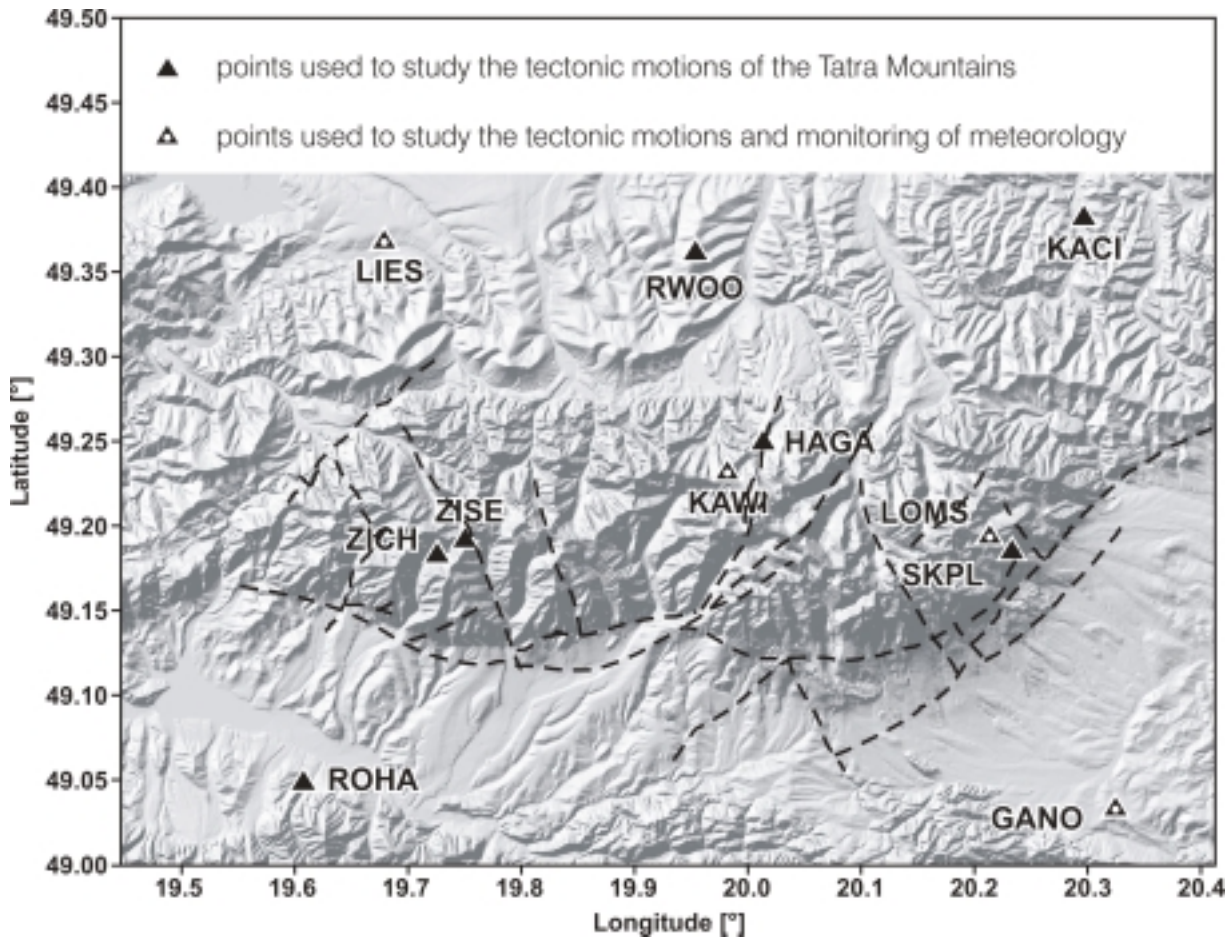 49.50
points used to study the tectonic motions of the Tatra Mountains
49.45
points used to study the tectonic motions and monitoring of meteorology
49.40
KACI
49.35
LIES
RWOO
49.30
49.25
HAGA
KAWI
49.20
ZISE
LOMS
ZICH
SKPL
49.15
49.10
49.05
ROHA
GANO
49.00
Latitude [°]
19.5 19.6 19.7 19.8 19.9 20.0 20.1 20.2 20.3 20.4
Longitude [°]